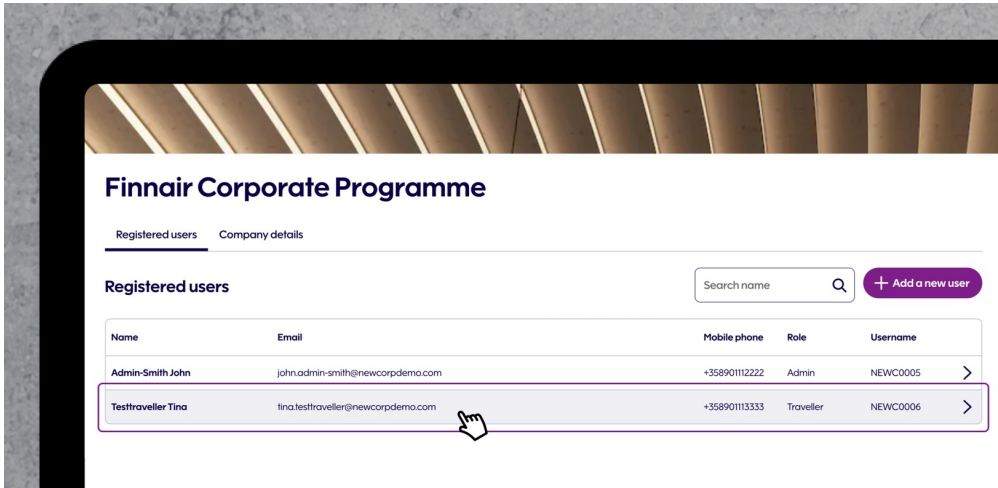 Finnair Corporate Programme
Registered users Company details
Registered users
Search name
Add a new user
Name Email Mobile phone Role Username
Admin-Smith John john.admin-smith@newcorpdemo.com +358901112222 Admin NEWC0005
Testtraveller Tina tina.testtraveller@newcorpdemo.com +358901113333 Traveller NEWC0006